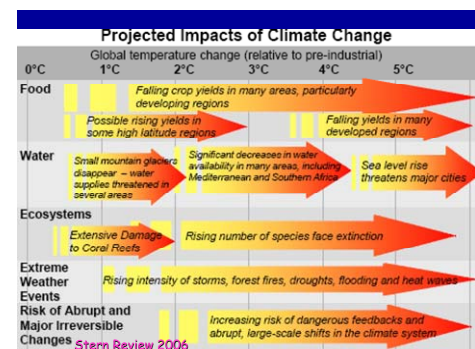 Projected Impacts of Climate Change
Global temperature change (relative to pre-industrial)
0°C 1°C 2°C 3°C 4°C 5°C
Food
Falling crop yields in many areas, particularly
developing regions
Possible rising yields in
some high latitude regions
Falling yields in many
developed regions
Water
Small mountain glaciers
disappear – water
supplies threatened in
several areas
Significant decreases in water
availability in many areas, including
Mediterranean and Southern Africa
Sea level rise
threatens major cities
Ecosystems
Extensive Damage
to Coral Reefs
Rising number of species face extinction
Extreme
Weather
Events
Rising intensity of storms, forest fires, droughts, flooding and heat waves
Risk of Abrupt and
Major Irreversible
Changes
Increasing risk of dangerous feedbacks and
abrupt, large-scale shifts in the climate system
Stern Review 2006